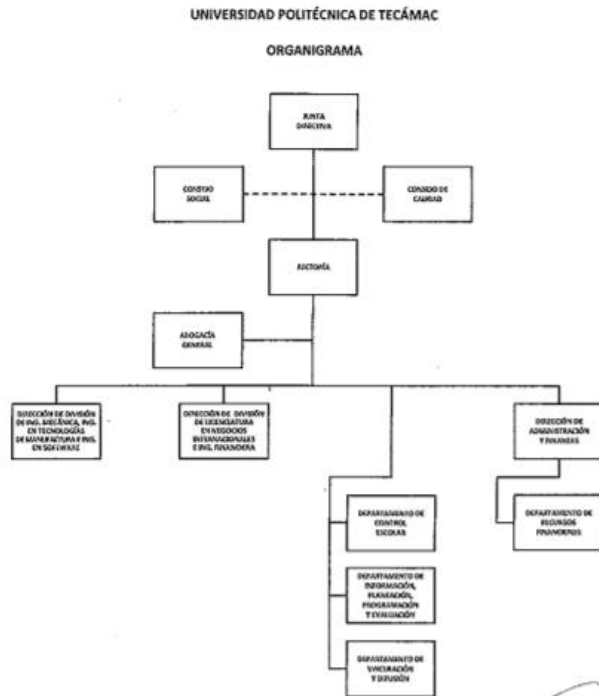 UNIVERSIDAD POLITÉCNICA DE TECÁMAC
ORGANIGRAMA
JUNTA
DIRECTIVA
CONSEJO
SOCIAL
CONSEJO DE
CALIDAD
RECTORÍA
ABOGACÍA
GENERAL
DIRECCIÓN DE DIVISIÓN
DE ING. MECÁNICA, ING.
EN TECNOLOGÍAS
DE MANUFACTURA E ING.
EN SOFTWARE
DIRECCIÓN DE DIVISIÓN
DE LICENCIATURA
EN NEGOCIOS
INTERNACIONALES
E ING. FINANCIERA
DIRECCIÓN DE
ADMINISTRACIÓN
Y FINANZAS
DEPARTAMENTO DE
CONTROL
ESCOLAR
DEPARTAMENTO DE
RECURSOS
FINANCIEROS
DEPARTAMENTO DE
INFORMACIÓN,
PLANEACIÓN,
PROGRAMACIÓN
Y EVALUACIÓN
DEPARTAMENTO DE
VINCULACIÓN
Y DIFUSIÓN